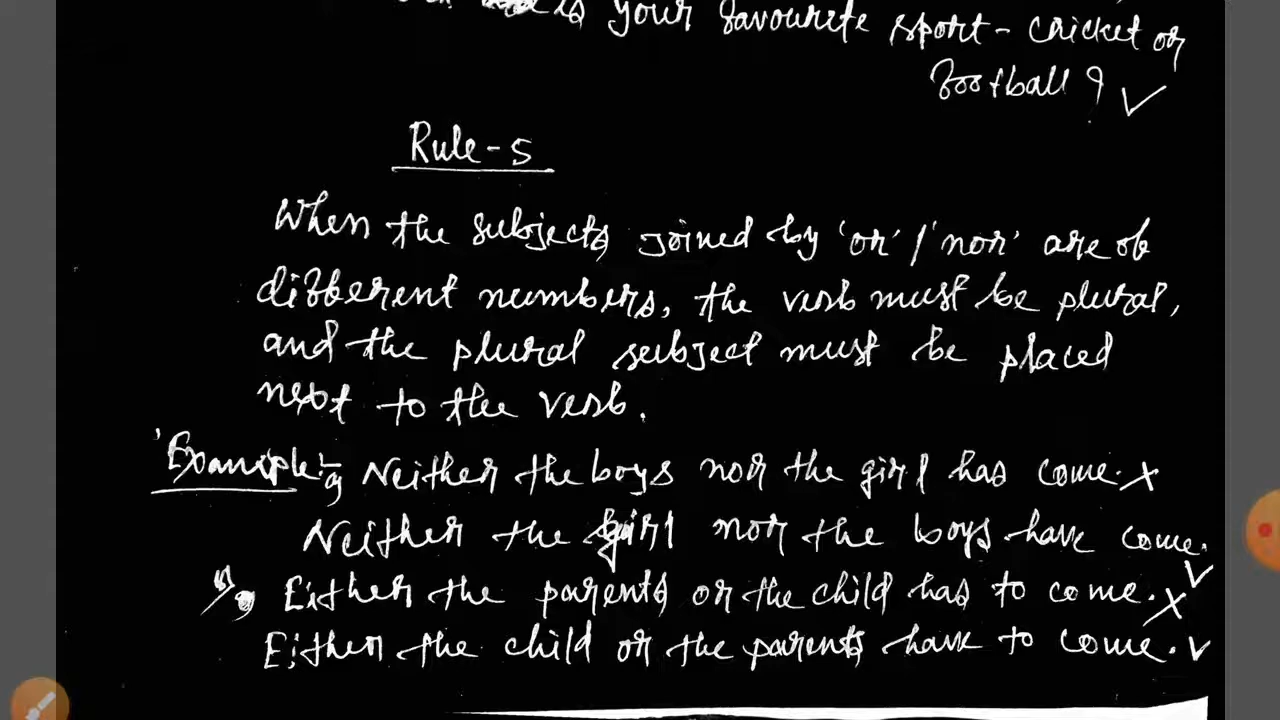 is your favourite sport - cricket or
football ? ✓
Rule - 5
When the subjects joined by 'or' / 'nor' are of
different numbers, the verb must be plural,
and the plural subject must be placed
next to the verb.
Example:- Neither the boys nor the girl has come. ×
Neither the girl nor the boys have come. ✓
Either the parents or the child has to come. ×
Either the child or the parents have to come. ✓